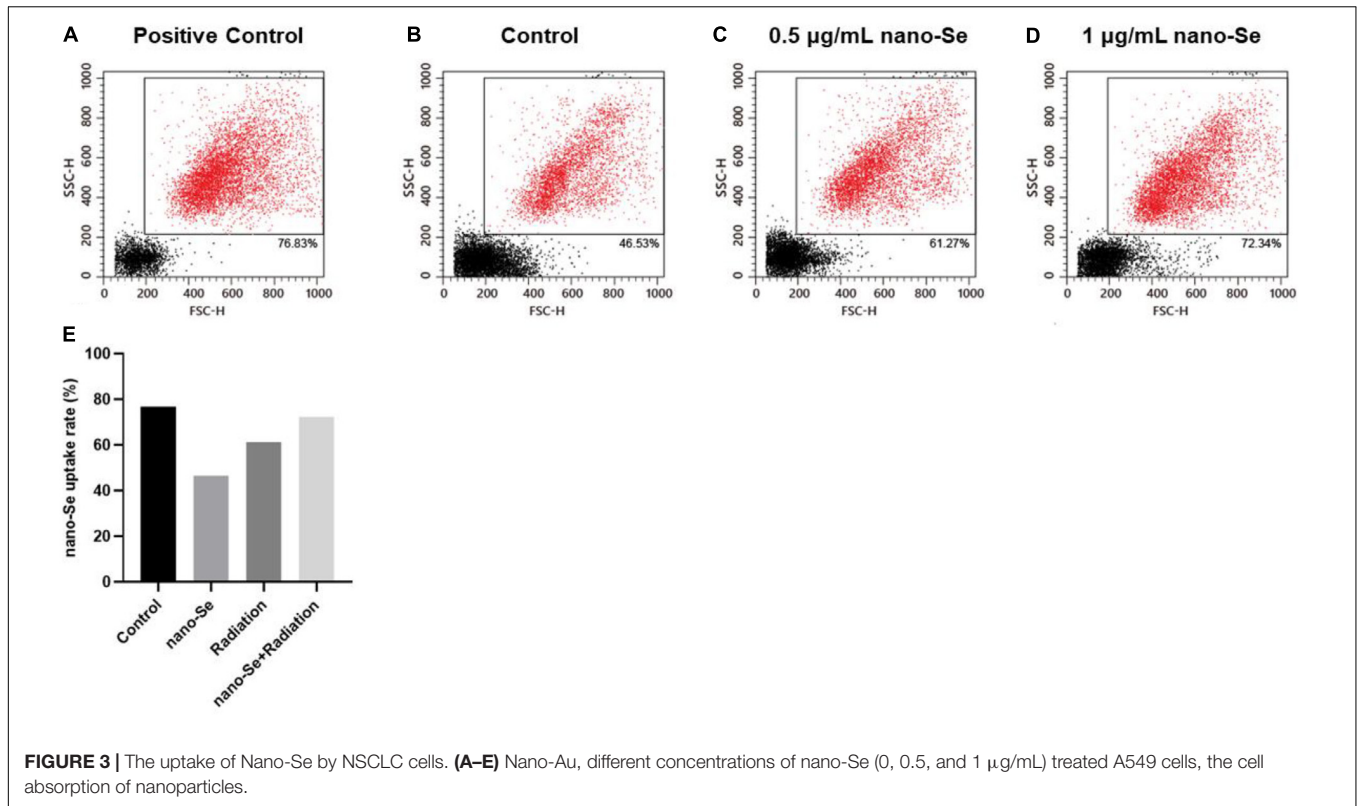 A Positive Control
B Control
C 0.5 μg/mL nano-Se
D 1 μg/mL nano-Se
SSC-H
1000
800
600
400
200
0
76.83%
0 200 400 600 800 1000
FSC-H
SSC-H
1000
800
600
400
200
0
46.53%
0 200 400 600 800 1000
FSC-H
SSC-H
1000
800
600
400
200
0
61.27%
0 200 400 600 800 1000
FSC-H
SSC-H
1000
800
600
400
200
0
72.34%
0 200 400 600 800 1000
FSC-H
E
nano-Se uptake rate (%)
100
80
60
40
20
0
Control
nano-Se
Radiation
nano-Se+Radiation
FIGURE 3 | The uptake of Nano-Se by NSCLC cells. (A–E) Nano-Au, different concentrations of nano-Se (0, 0.5, and 1 μg/mL) treated A549 cells, the cell
absorption of nanoparticles.